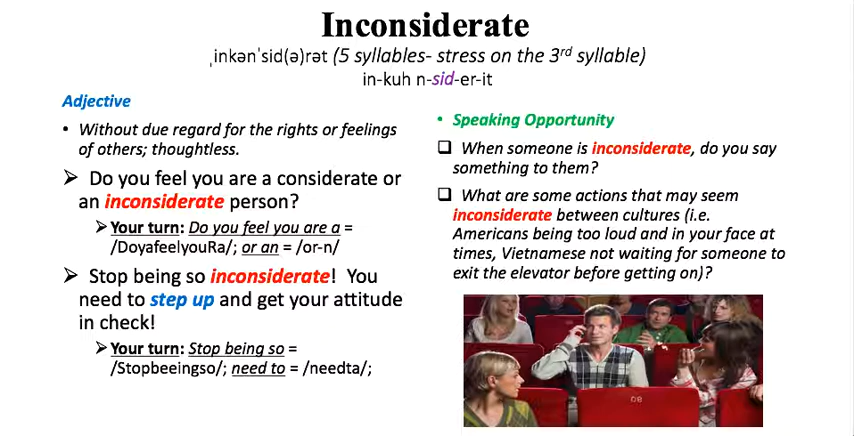 Inconsiderate
ˌinkənˈsid(ə)rət (5 syllables- stress on the 3rd syllable)
in-kuh n-sid-er-it
Adjective
• Without due regard for the rights or feelings
of others; thoughtless.
➢ Do you feel you are a considerate or
an inconsiderate person?
➢ Your turn: Do you feel you are a =
/DoyafeelyouRa/; or an = /or-n/
➢ Stop being so inconsiderate! You
need to step up and get your attitude
in check!
➢ Your turn: Stop being so =
/Stopbeeingso/; need to = /needta/;
• Speaking Opportunity
❑ When someone is inconsiderate, do you say
something to them?
❑ What are some actions that may seem
inconsiderate between cultures (i.e.
Americans being too loud and in your face at
times, Vietnamese not waiting for someone to
exit the elevator before getting on)?